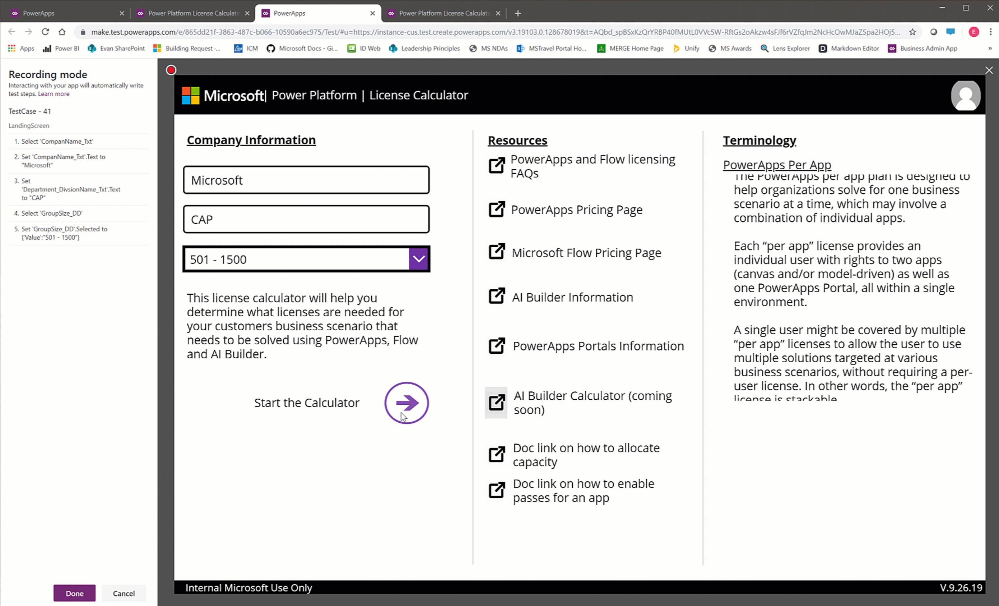 PowerApps
Power Platform License Calculato
PowerApps
Power Platform License Calculato
make.test.powerapps.com/e/865dd21f-3863-487c-b066-10590a6ec975/Test/#u=https://instance-cus.test.create.powerapps.com/v3.19103.0.128678019&t=AQbd_spBSxKzQrYRBP40fMUtL0VVc5W-RftGs2oAkzw4sFJf6rVZfqJm2NcHcOwMJaZSpa2HOj5...
E
Apps
Power BI
Evan SharePoint
Building Request -...
ICM
Microsoft Docs - Gi...
ID Web
Leadership Principles
MS NDAs
MSTravel Portal Ho...
MERGE Home Page
Unify
MS Awards
Lens Explorer
Markdown Editor
Business Admin App
»
Recording mode
Interacting with your app will automatically write
test steps. Learn more
TestCase - 41
LandingScreen
1. Select 'CompanName_Txt'
2. Set 'CompanName_Txt'.Text to
"Microsoft"
3. Set
'Department_DivsionName_Txt'.Text
to "CAP"
4. Select 'GroupSize_DD'
5. Set 'GroupSize_DD'.Selected to
{'Value':"501 - 1500"}
Done
Cancel
Microsoft| Power Platform | License Calculator
Company Information
Microsoft
CAP
501 - 1500
This license calculator will help you
determine what licenses are needed for
your customers business scenario that
needs to be solved using PowerApps, Flow
and AI Builder.
Start the Calculator
Resources
PowerApps and Flow licensing
FAQs
PowerApps Pricing Page
Microsoft Flow Pricing Page
AI Builder Information
PowerApps Portals Information
AI Builder Calculator (coming
soon)
Doc link on how to allocate
capacity
Doc link on how to enable
passes for an app
Terminology
PowerApps Per App
The PowerApps per app plan is designed to
help organizations solve for one business
scenario at a time, which may involve a
combination of individual apps.
Each “per app” license provides an
individual user with rights to two apps
(canvas and/or model-driven) as well as
one PowerApps Portal, all within a single
environment.
A single user might be covered by multiple
“per app” licenses to allow the user to use
multiple solutions targeted at various
business scenarios, without requiring a per-
user license. In other words, the “per app”
license is stackable
Internal Microsoft Use Only
V.9.26.19